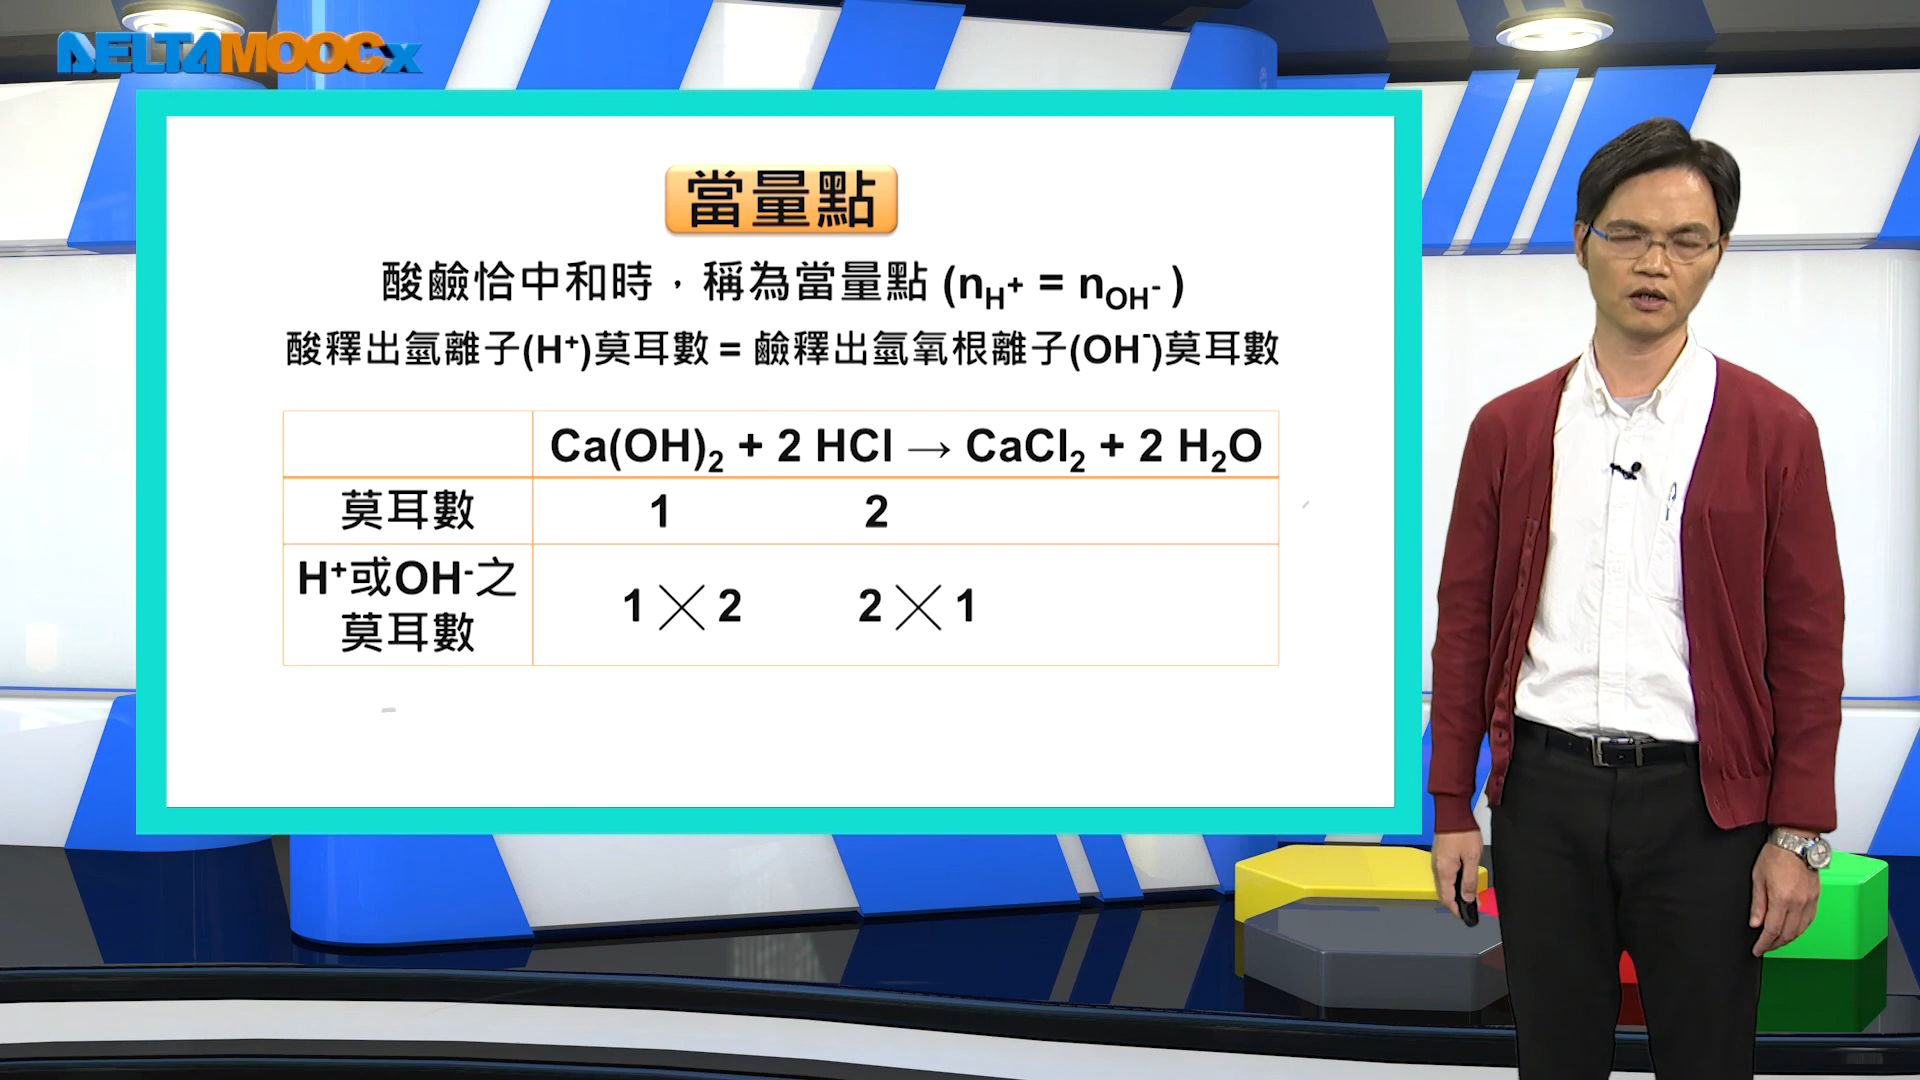 DELTAMOOCx
當量點
酸鹼恰中和時，稱為當量點 (nH+ = nOH- )
酸釋出氫離子(H+)莫耳數 = 鹼釋出氫氧根離子(OH-)莫耳數
Ca(OH)2 + 2 HCl → CaCl2 + 2 H2O
莫耳數 1 2
H+或OH-之
莫耳數 1 × 2 2 × 1